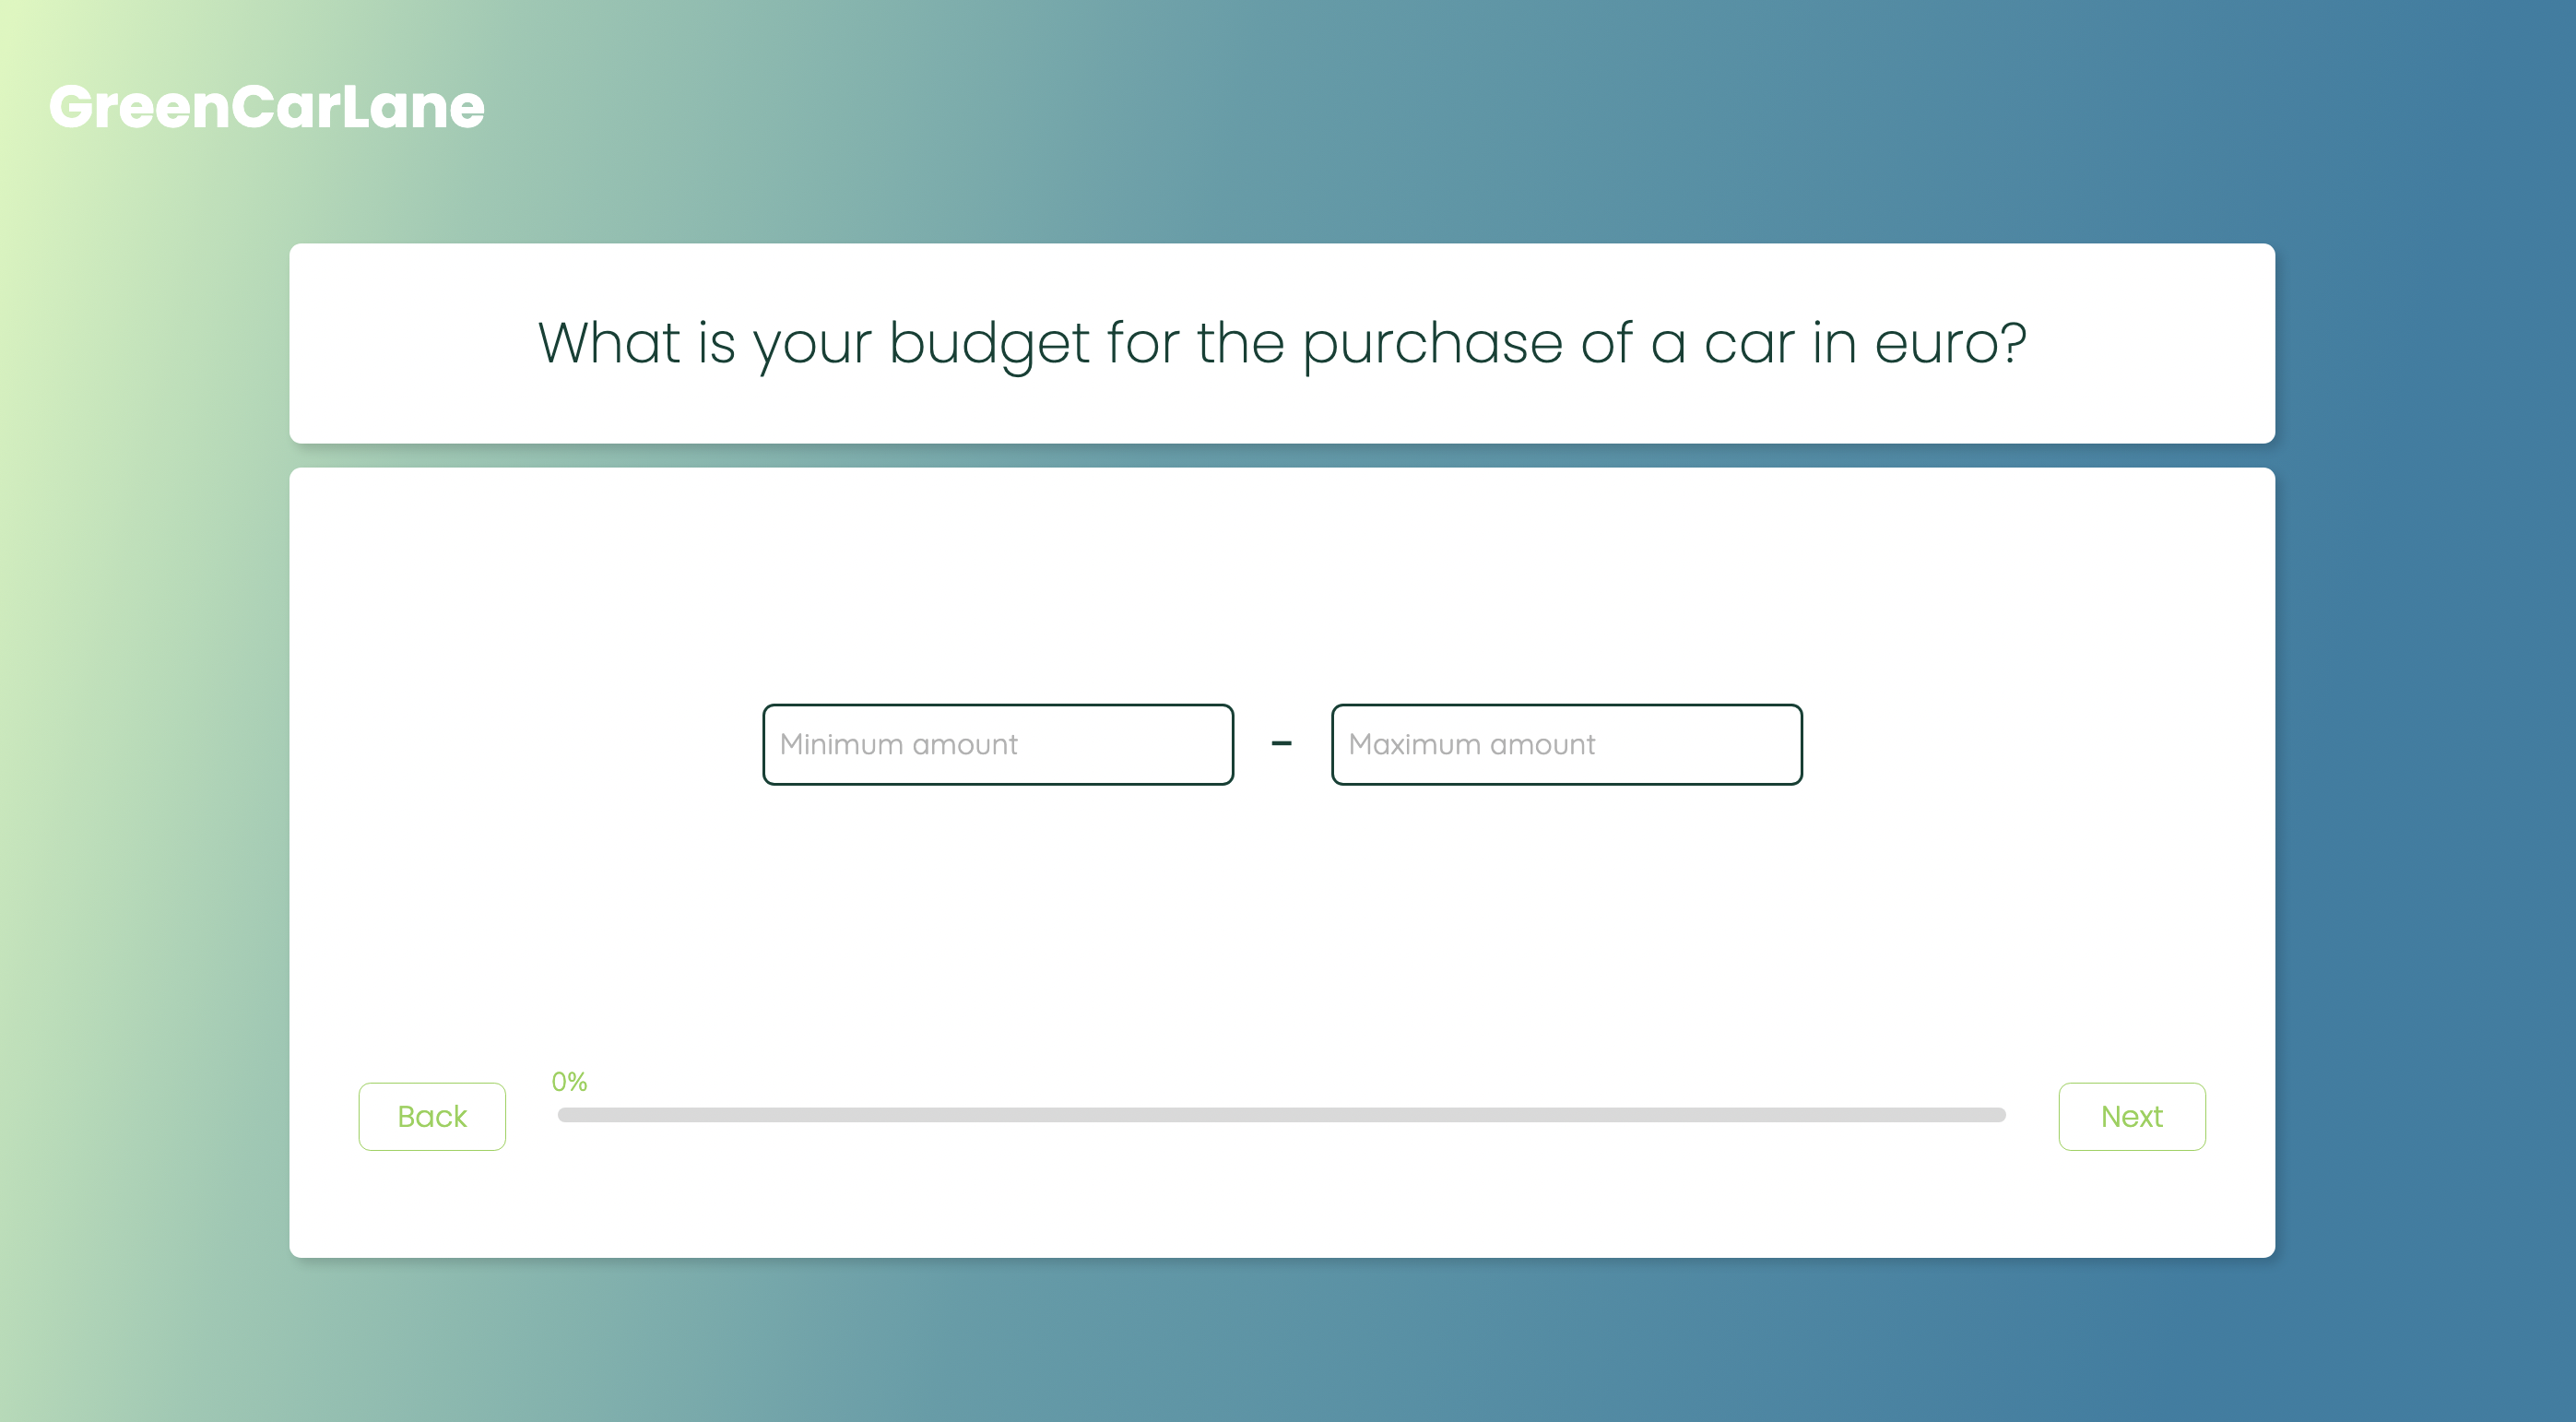 GreenCarLane
What is your budget for the purchase of a car in euro?
Minimum amount - Maximum amount
0%
Back Next